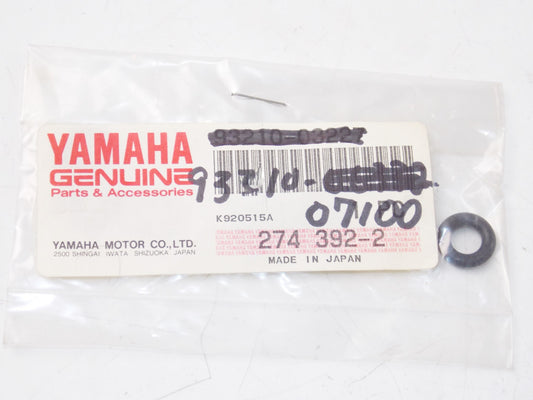 93210-03227
YAMAHA
GENUINE
Parts & Accessories
93210-
07100
K920515A
YAMAHA MOTOR CO., LTD.
2500 SHINGAI IWATA SHIZUOKA JAPAN
274 392-2
MADE IN JAPAN